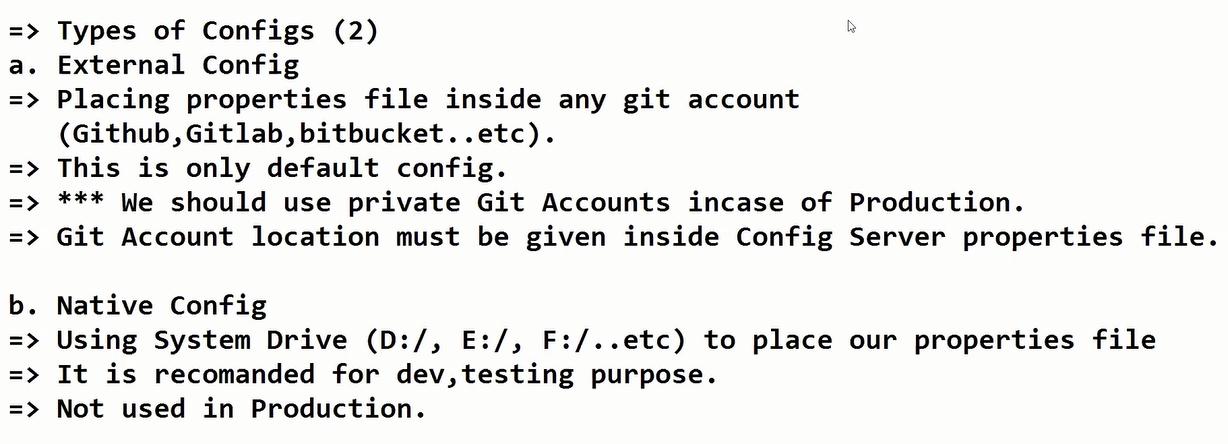 => Types of Configs (2)
a. External Config
=> Placing properties file inside any git account
(Github,Gitlab,bitbucket..etc).
=> This is only default config.
=> *** We should use private Git Accounts incase of Production.
=> Git Account location must be given inside Config Server properties file.
b. Native Config
=> Using System Drive (D:/, E:/, F:/..etc) to place our properties file
=> It is recomanded for dev,testing purpose.
=> Not used in Production.